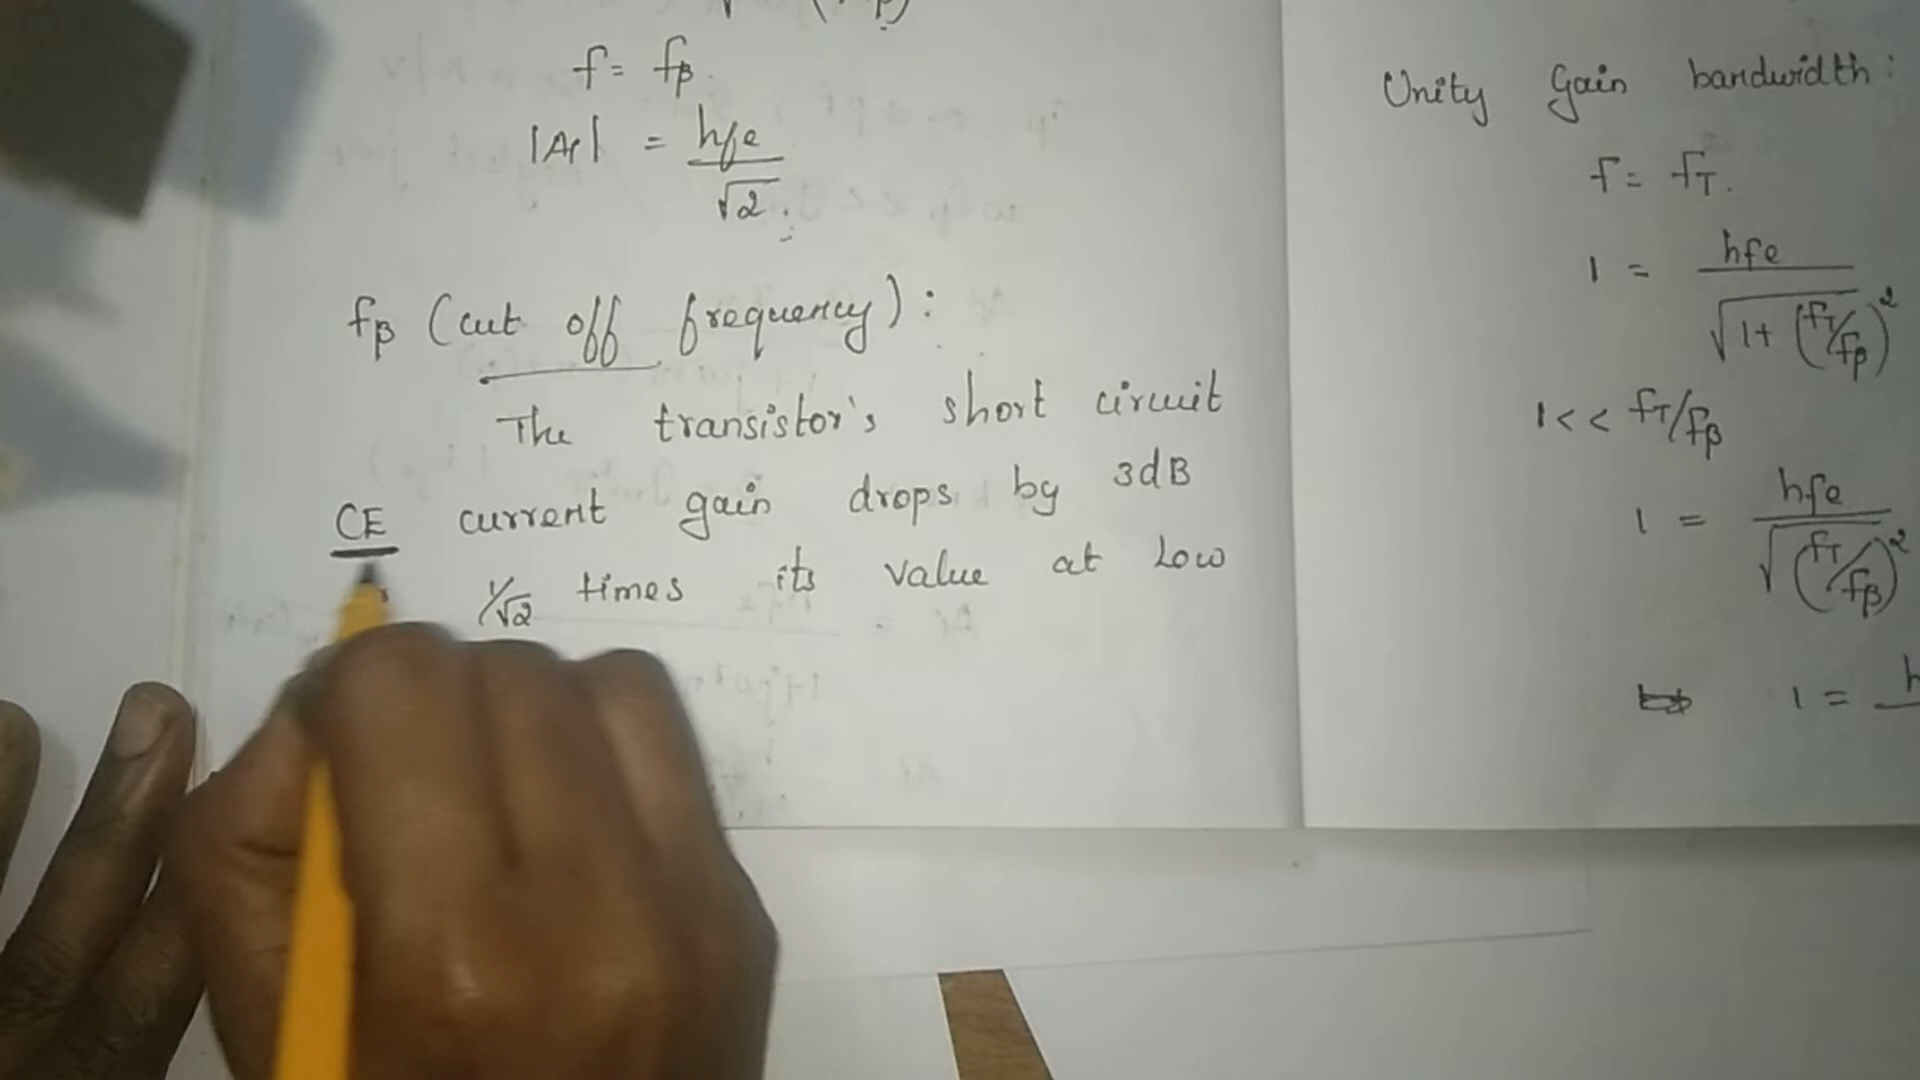 f = fβ
|Ai| = hfe/√2.
fβ (cut off frequency):
The transistor's short circuit
CE current gain drops by 3dB
1/√2 times its value at Low
Unity Gain bandwidth:
f = fT.
1 = hfe/√1+(fT/fβ)²
1<< fT/fβ
1 = hfe/√(fT/fβ)²
1 = h